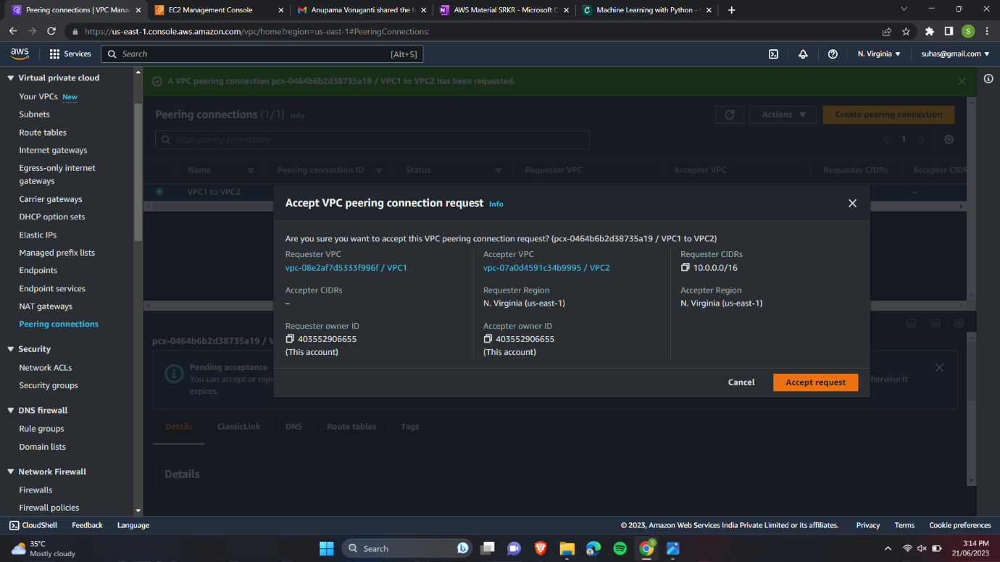 Peering connections | VPC Mana
EC2 Management Console
Anupama Voruganti shared the f
AWS Material SRKR - Microsoft C
Machine Learning with Python -
https://us-east-1.console.aws.amazon.com/vpc/home?region=us-east-1#PeeringConnections:
S
aws
Services
Search
[Alt+S]
N. Virginia
suhas@gmail.com
Virtual private cloud
Your VPCs New
Subnets
Route tables
Internet gateways
Egress-only internet
gateways
Carrier gateways
DHCP option sets
Elastic IPs
Managed prefix lists
Endpoints
Endpoint services
NAT gateways
Peering connections
Security
Network ACLs
Security groups
DNS firewall
Rule groups
Domain lists
Network Firewall
Firewalls
Firewall policies
A VPC peering connection pcx-0464b6b2d38735a19 / VPC1 to VPC2 has been requested.
Peering connections (1/1) Info
Actions
Create peering connection
Filter peering connections
1
Name
Peering connection ID
Status
Requester VPC
Accepter VPC
Requester CIDRs
Accepter CIDR
VPC1 to VPC2
–
Accept VPC peering connection request Info
Are you sure you want to accept this VPC peering connection request? (pcx-0464b6b2d38735a19 / VPC1 to VPC2)
Requester VPC
vpc-08e2af7d5333f996f / VPC1
Accepter VPC
vpc-07a0d4591c34b9995 / VPC2
Requester CIDRs
10.0.0.0/16
Accepter CIDRs
–
Requester Region
N. Virginia (us-east-1)
Accepter Region
N. Virginia (us-east-1)
Requester owner ID
403552906655
(This account)
Accepter owner ID
403552906655
(This account)
Cancel
Accept request
pcx-0464b6b2d38735a19 / V
Pending acceptance
You can accept or reje
herwise it
expires.
Details
ClassicLink
DNS
Route tables
Tags
Details
CloudShell
Feedback
Language
© 2023, Amazon Web Services India Private Limited or its affiliates.
Privacy
Terms
Cookie preferences
35°C
Mostly cloudy
Search
S
3:14 PM
21/06/2023